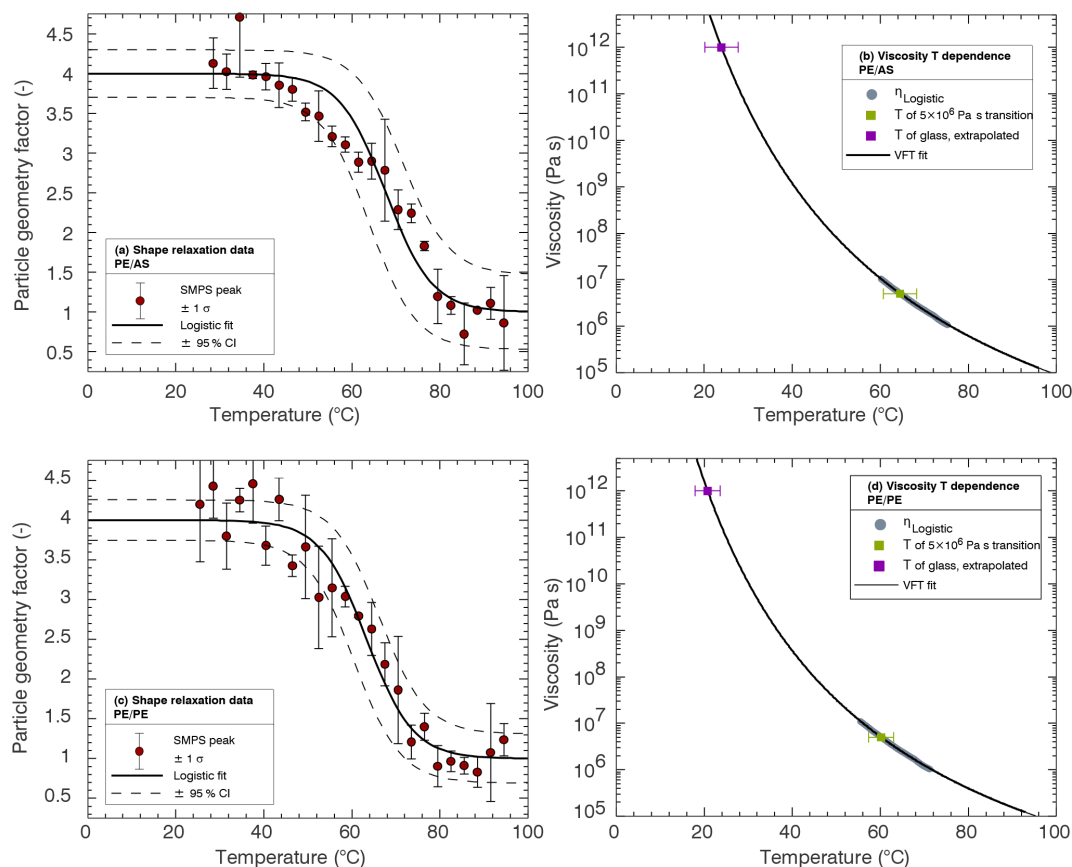 4.5
4
3.5
3
2.5
2
1.5
1
0.5
Particle geometry factor (-)
(a) Shape relaxation data
PE/AS
SMPS peak
± 1 σ
Logistic fit
± 95 % CI
0 20 40 60 80 100
Temperature (°C)
10¹²
10¹¹
10¹⁰
10⁹
10⁸
10⁷
10⁶
10⁵
Viscosity (Pa s)
(b) Viscosity T dependence
PE/AS
η Logistic
T of 5×10⁶ Pa s transition
T of glass, extrapolated
VFT fit
0 20 40 60 80 100
Temperature (°C)
4.5
4
3.5
3
2.5
2
1.5
1
0.5
Particle geometry factor (-)
(c) Shape relaxation data
PE/PE
SMPS peak
± 1 σ
Logistic fit
± 95 % CI
0 20 40 60 80 100
Temperature (°C)
10¹²
10¹¹
10¹⁰
10⁹
10⁸
10⁷
10⁶
10⁵
Viscosity (Pa s)
(d) Viscosity T dependence
PE/PE
η Logistic
T of 5×10⁶ Pa s transition
T of glass, extrapolated
VFT fit
0 20 40 60 80 100
Temperature (°C)